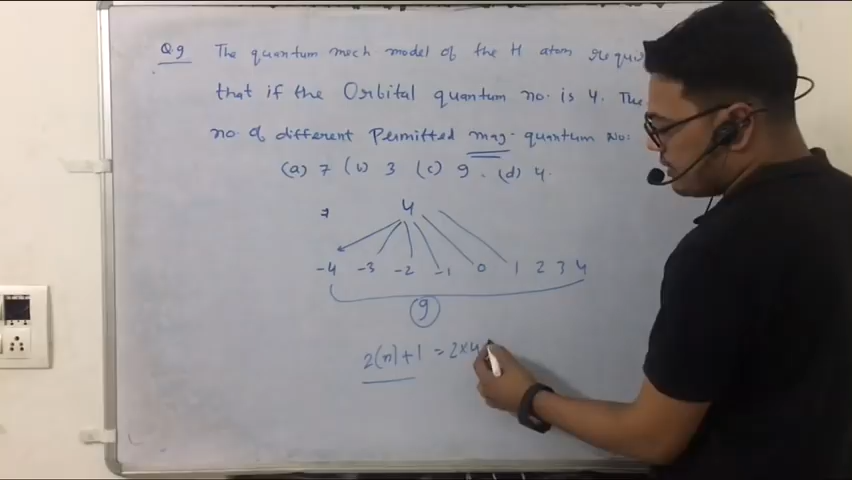 Q9 The quantum mech model of the H atom requi
that if the Orbital quantum no. is 4. The
no. of different Permitted mag. quantum No:
(a) 7 (b) 3 (c) 9. (d) 4.
4
-4 -3 -2 -1 0 1 2 3 4
9
2(n)+1 = 2×4